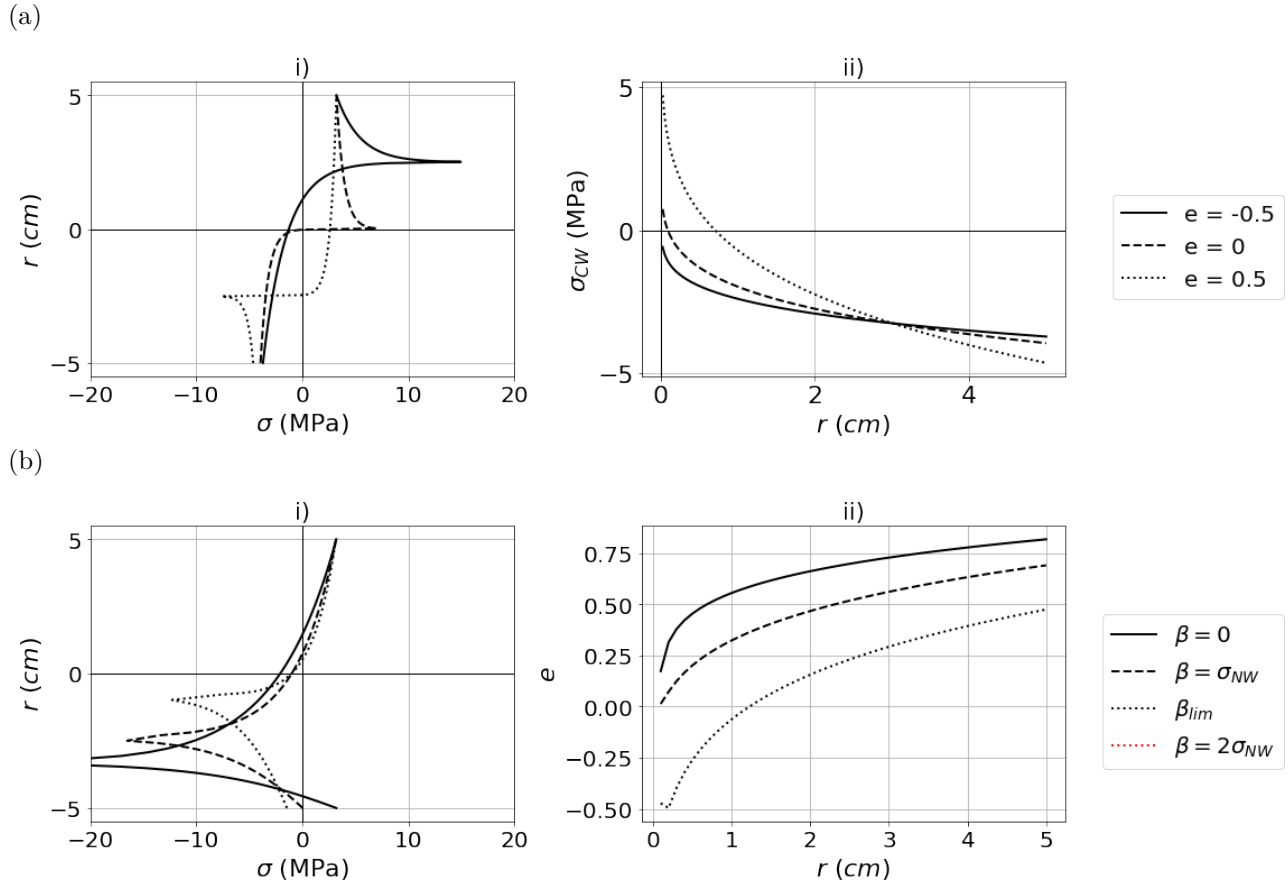 (a)
i)
5
0
−5
r (cm)
−20
−10
0
10
20
σ (MPa)
ii)
5
0
−5
σ_CW (MPa)
0
2
4
r (cm)
e = -0.5
e = 0
e = 0.5
(b)
i)
5
0
−5
r (cm)
−20
−10
0
10
20
σ (MPa)
ii)
0.75
0.50
0.25
0.00
−0.25
−0.50
e
0
1
2
3
4
5
r (cm)
β = 0
β = σ_NW
β_lim
β = 2σ_NW